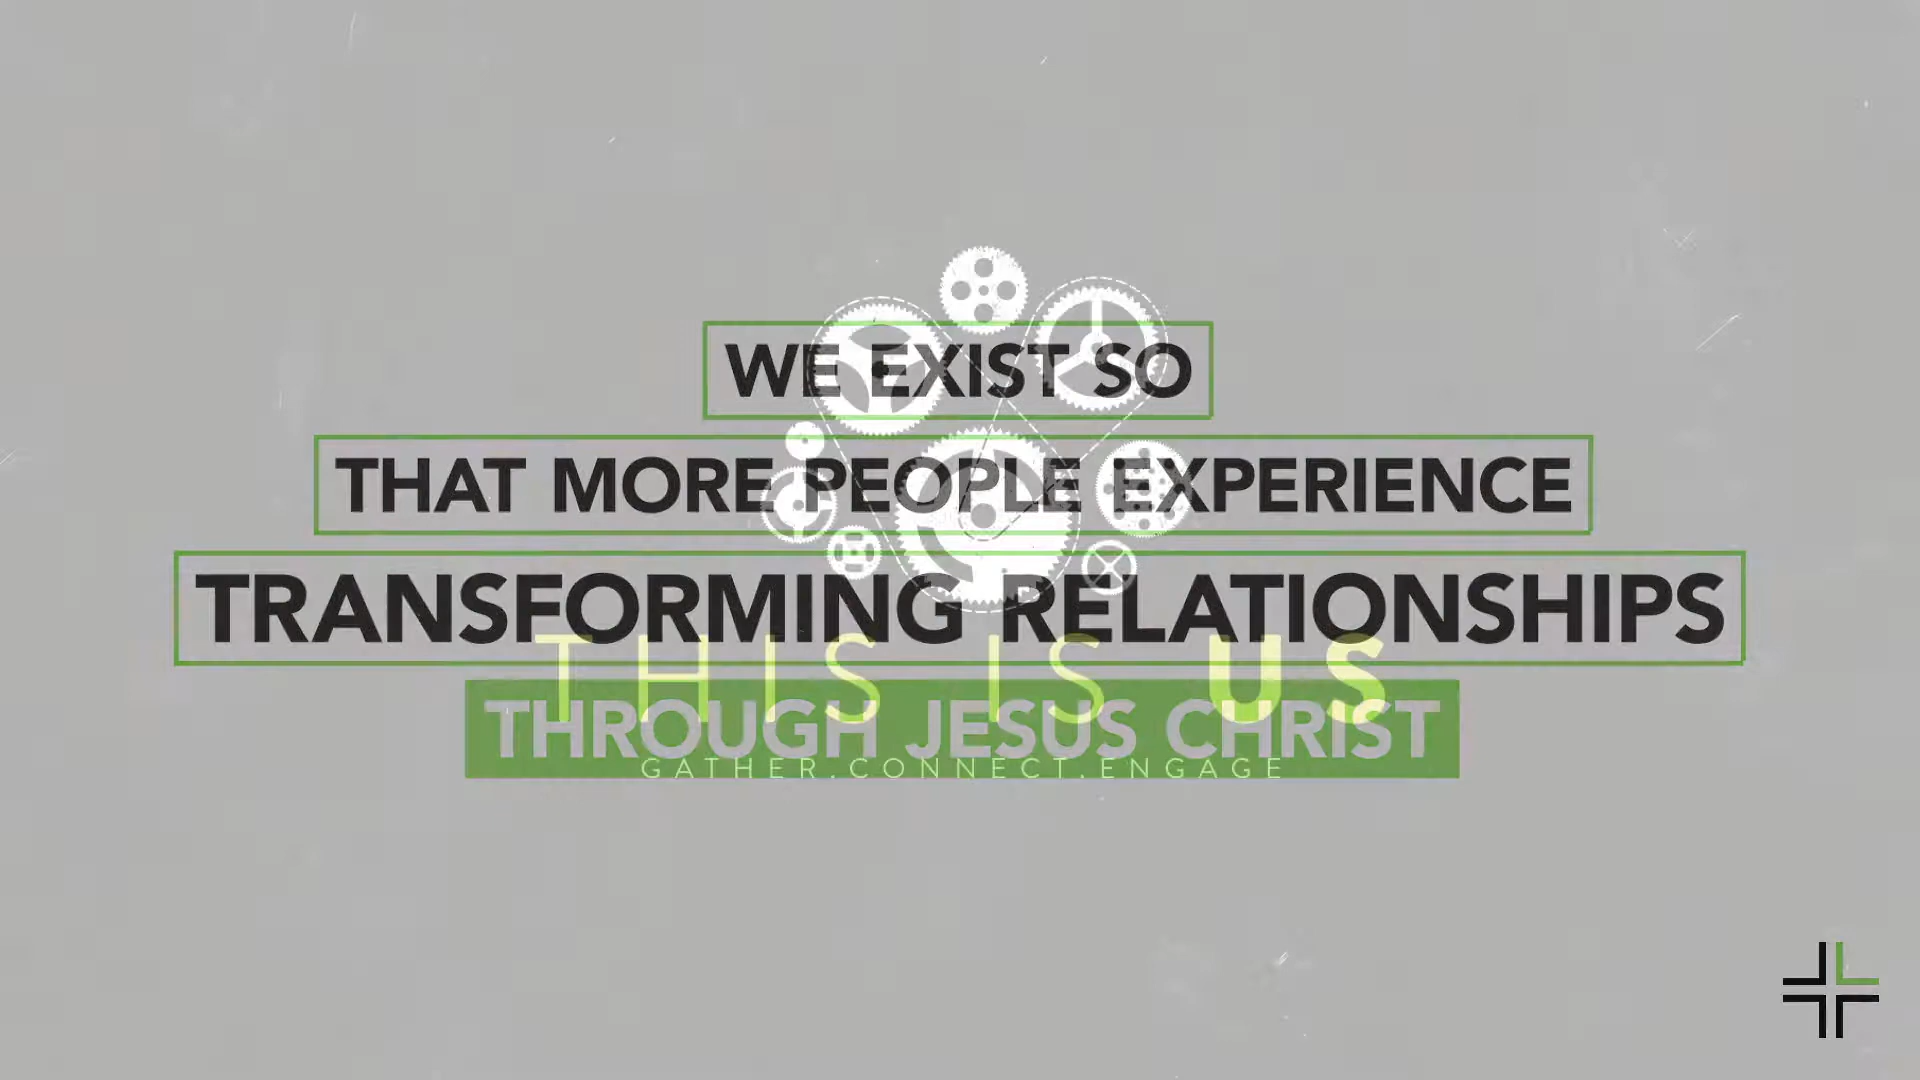 WE EXIST SO
THAT MORE PEOPLE EXPERIENCE
TRANSFORMING RELATIONSHIPS
THIS IS US
THROUGH JESUS CHRIST
GATHER.CONNECT.ENGAGE